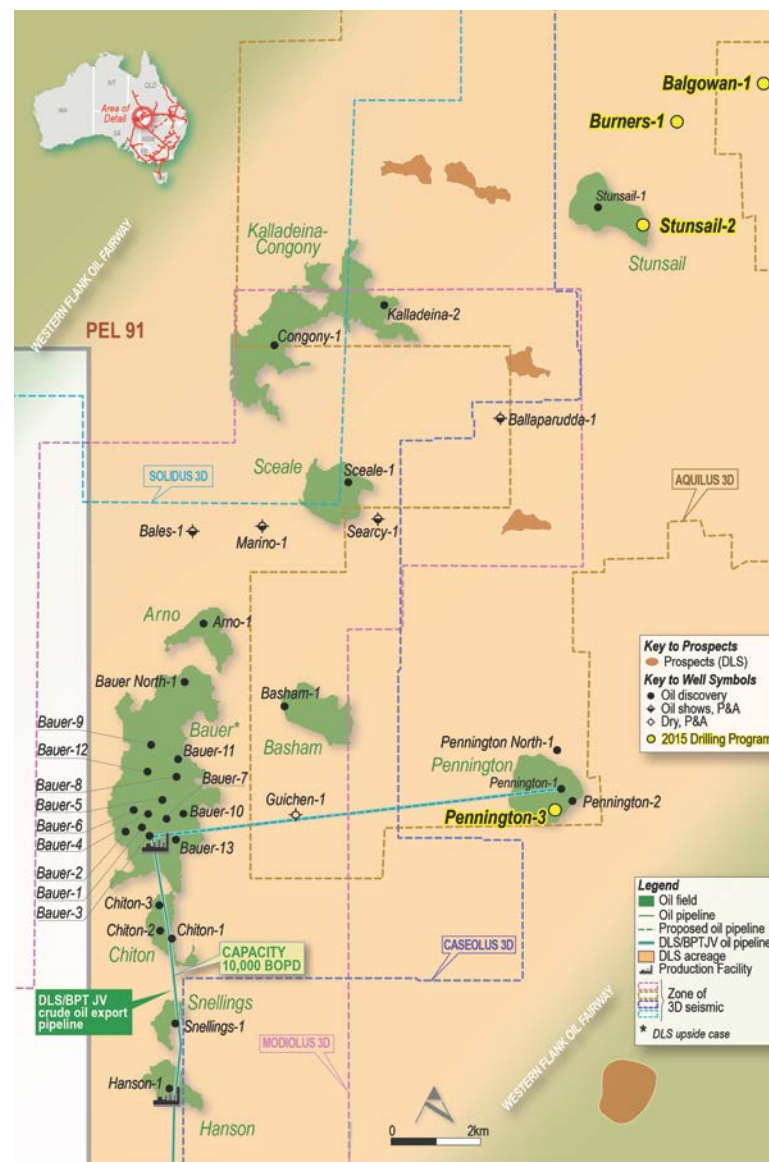 NT
QLD
WA
SA
NSW
Area of
Detail
Balgowan-1
Burners-1
Stunsail-1
Stunsail-2
Stunsail
WESTERN FLANK OIL FAIRWAY
Kalladeina-
Congony
Kalladeina-2
PEL 91
Congony-1
Ballaparudda-1
Sceale
Sceale-1
SOLIDUS 3D
AQUILUS 3D
Bales-1
Marino-1
Searcy-1
Arno
Arno-1
Key to Prospects
Prospects (DLS)
Key to Well Symbols
Oil discovery
Oil shows, P&A
Dry, P&A
2015 Drilling Program
Bauer North-1
Basham-1
Bauer-9
Bauer*
Bauer-12
Bauer-11
Basham
Pennington North-1
Bauer-8
Bauer-7
Pennington
Bauer-5
Pennington-1
Bauer-6
Bauer-10
Guichen-1
Pennington-2
Bauer-4
Pennington-3
Bauer-2
Bauer-13
Bauer-1
Bauer-3
Chiton-3
Chiton-2
Chiton-1
Chiton
CAPACITY
10,000 BOPD
CASEOLUS 3D
Legend
Oil field
Oil pipeline
Proposed oil pipeline
DLS/BPTJV oil pipeline
DLS acreage
Production Facility
Zone of
3D seismic
* DLS upside case
DLS/BPT JV
crude oil export
pipeline
Snellings
Snellings-1
MODIOLUS 3D
WESTERN FLANK OIL FAIRWAY
Hanson-1
Hanson
0 2km